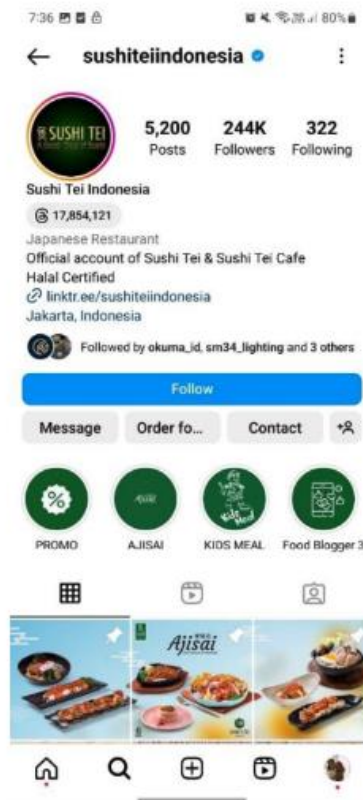 7:36
80%
sushiteiindonesia
SUSHI TEI
5,200 244K 322
Posts Followers Following
Sushi Tei Indonesia
17,854,121
Japanese Restaurant
Official account of Sushi Tei & Sushi Tei Cafe
Halal Certified
linktr.ee/sushiteiindonesia
Jakarta, Indonesia
Followed by okuma_id, sm34_lighting and 3 others
Follow
Message Order fo... Contact
%
AJISAI
Kids Meal
PROMO AJISAI KIDS MEAL Food Blogger 3
Ajisai